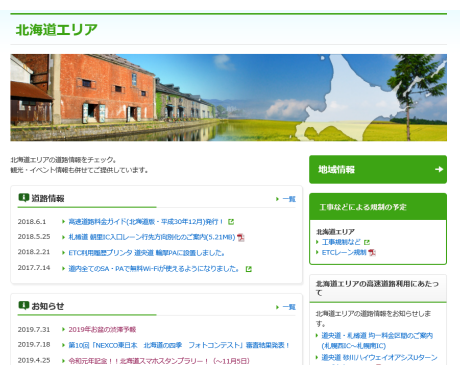 北海道エリア
北海道エリアの道路情報をチェック。
観光・イベント情報も併せてご提供しています。
道路情報
一覧
2018.6.1 高速道路料金ガイド(北海道版・平成30年12月)発行！
2018.5.25 札樽道 朝里IC入口レーン行先方向別化のご案内(5.21MB)
2018.2.21 ETC利用履歴プリンタ 道央道 輪厚PAに設置しました。
2017.7.14 道内全てのSA・PAで無料Wi-Fiが使えるようになりました。
お知らせ
一覧
2019.7.31 2019年お盆の渋滞予報
2019.7.18 第10回「NEXCO東日本 北海道の四季 フォトコンテスト」審査結果発表！
2019.4.25 令和元年記念！！北海道スマホスタンプラリー！（～11月5日）
地域情報
工事などによる規制の予定
北海道エリア
工事規制など
ETCレーン規制
北海道エリアの高速道路利用にあたっ
て
北海道エリアの道路情報をお知らせしま
す。
道央道・札樽道 均一料金区間のご案内
(札幌西IC～札幌南IC)
道央道 砂川ハイウェイオアシスUターン